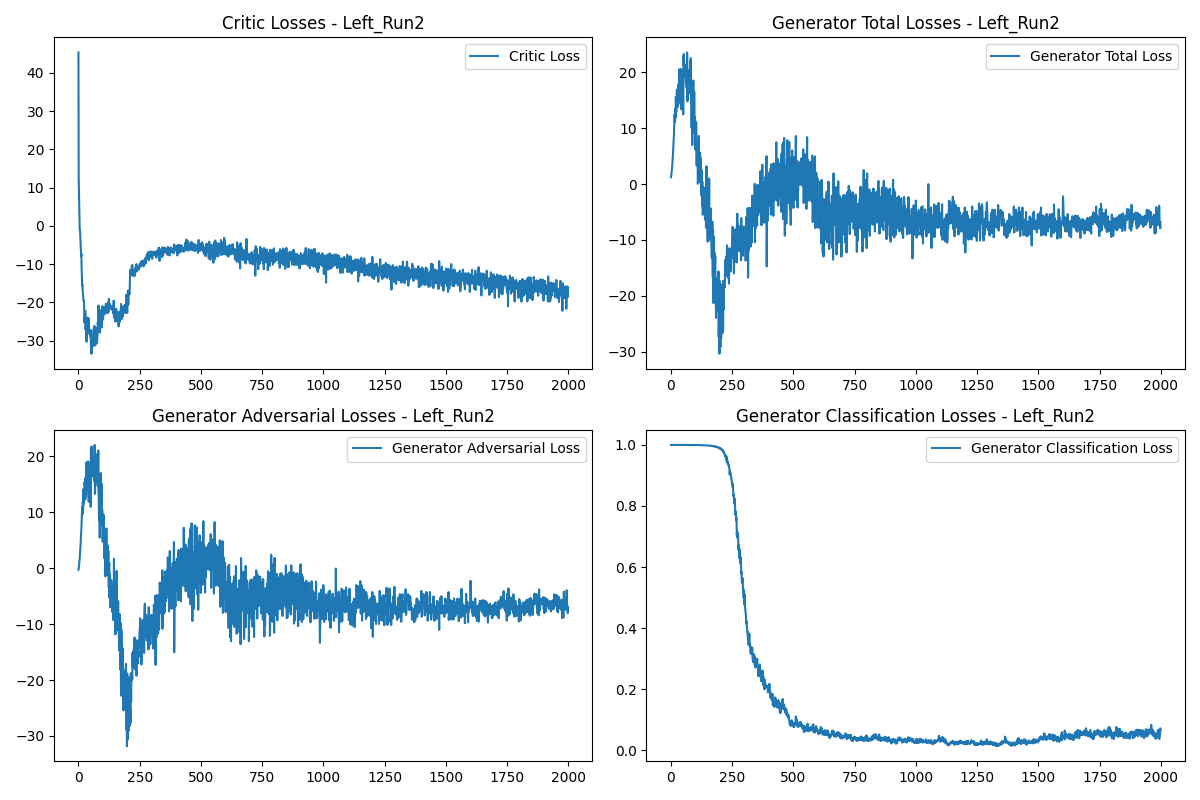 Critic Losses - Left_Run2
Critic Loss
40
30
20
10
0
−10
−20
−30
0 250 500 750 1000 1250 1500 1750 2000
Generator Total Losses - Left_Run2
Generator Total Loss
20
10
0
−10
−20
−30
0 250 500 750 1000 1250 1500 1750 2000
Generator Adversarial Losses - Left_Run2
Generator Adversarial Loss
20
10
0
−10
−20
−30
0 250 500 750 1000 1250 1500 1750 2000
Generator Classification Losses - Left_Run2
Generator Classification Loss
1.0
0.8
0.6
0.4
0.2
0.0
0 250 500 750 1000 1250 1500 1750 2000